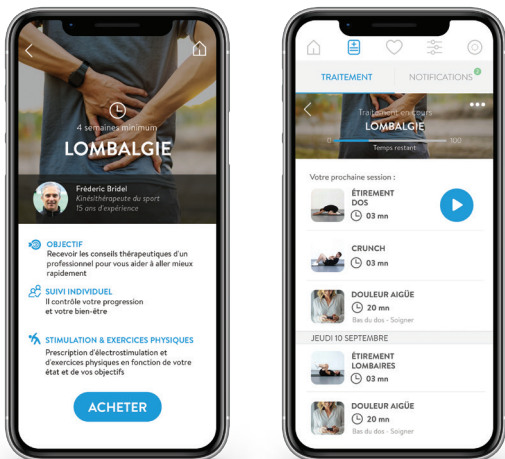 4 semaines minimum
LOMBALGIE
Fréderic Bridel
Kinésithérapeute du sport
15 ans d'expérience
OBJECTIF
Recevoir les conseils thérapeutiques d'un
professionnel pour vous aider à aller mieux
rapidement
SUIVI INDIVIDUEL
Il contrôle votre progression
et votre bien-être
STIMULATION & EXERCICES PHYSIQUES
Prescription d'électrostimulation et
d'exercices physiques en fonction de votre
état et de vos objectifs
ACHETER
TRAITEMENT
NOTIFICATIONS
Traitement en cours
LOMBALGIE
0 100
Temps restant
Votre prochaine session :
ÉTIREMENT
DOS
03 mn
CRUNCH
03 mn
DOULEUR AIGÜE
20 mn
Bas du dos - Soigner
JEUDI 10 SEPTEMBRE
ÉTIREMENT
LOMBAIRES
03 mn
DOULEUR AIGÜE
20 mn
Bas du dos - Soigner